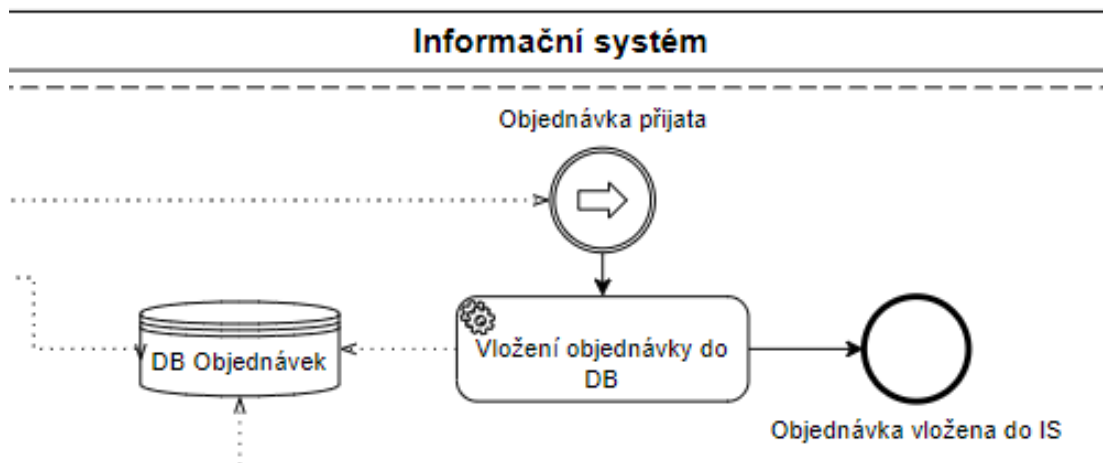 Informační systém
Objednávka přijata
DB Objednávek
Vložení objednávky do
DB
Objednávka vložena do IS